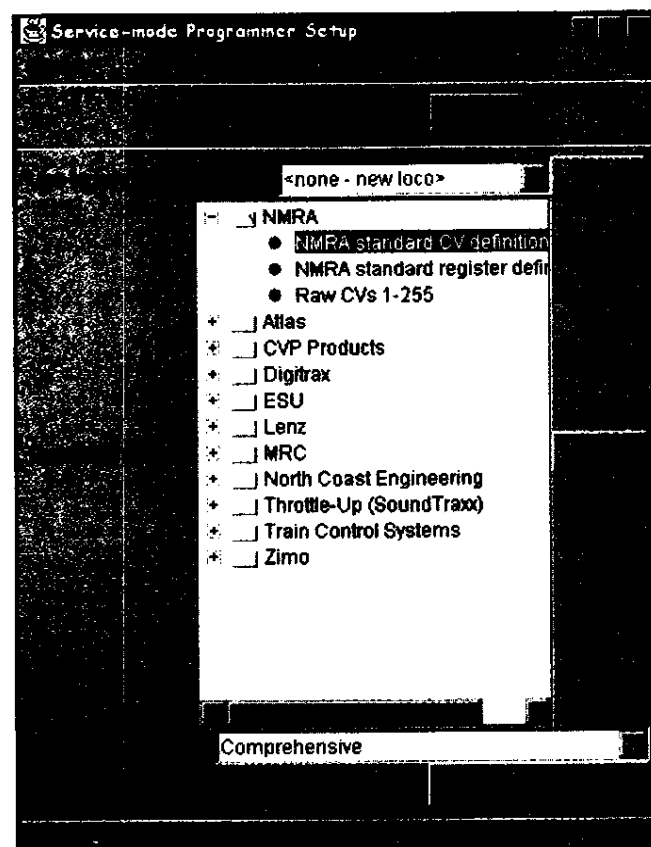 Service-mode Programmer Setup
<none - new loco>
NMRA
NMRA standard CV definition
NMRA standard register defin
Raw CVs 1-255
Atlas
CVP Products
Digitrax
ESU
Lenz
MRC
North Coast Engineering
Throttle-Up (SoundTraxx)
Train Control Systems
Zimo
Comprehensive